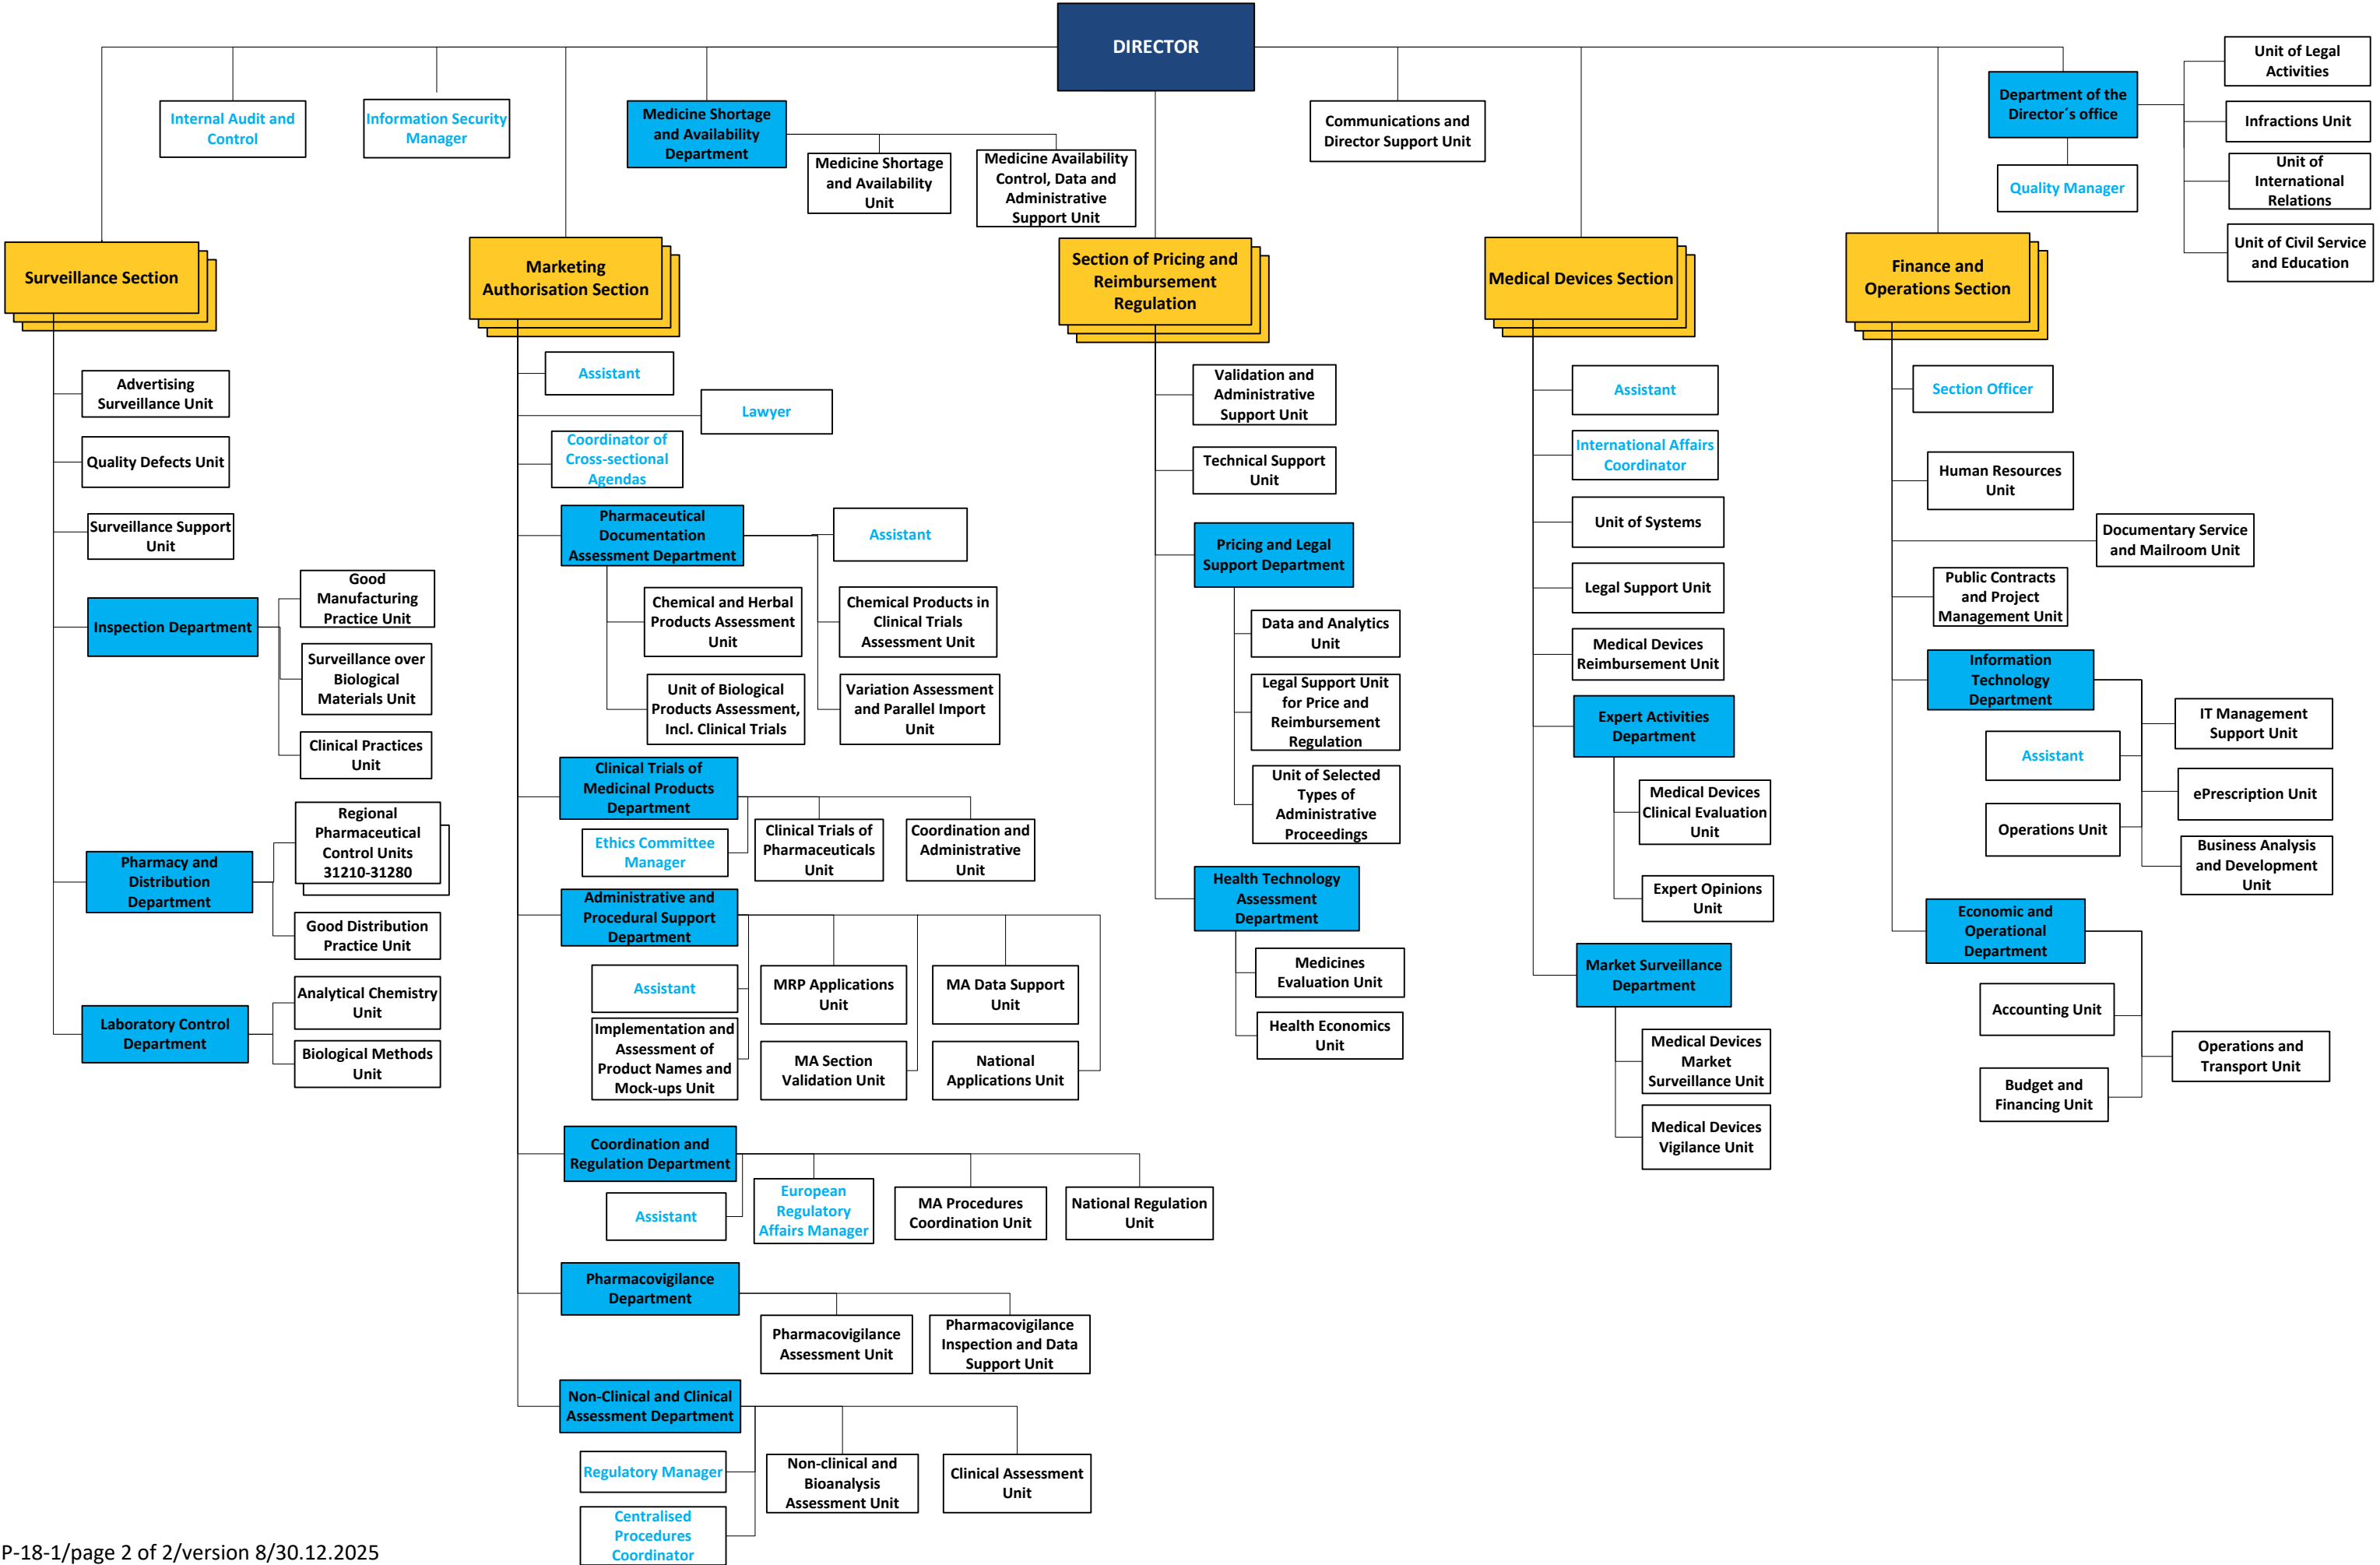 DIRECTOR
Internal Audit and
Control
Information Security
Manager
Medicine Shortage
and Availability
Department
Medicine Shortage
and Availability
Unit
Medicine Availability
Control, Data and
Administrative
Support Unit
Communications and
Director Support Unit
Department of the
Director´s office
Quality Manager
Unit of Legal
Activities
Infractions Unit
Unit of
International
Relations
Unit of Civil Service
and Education
Surveillance Section
Advertising
Surveillance Unit
Quality Defects Unit
Surveillance Support
Unit
Inspection Department
Good
Manufacturing
Practice Unit
Surveillance over
Biological
Materials Unit
Clinical Practices
Unit
Pharmacy and
Distribution
Department
Regional
Pharmaceutical
Control Units
31210-31280
Good Distribution
Practice Unit
Laboratory Control
Department
Analytical Chemistry
Unit
Biological Methods
Unit
Marketing
Authorisation Section
Assistant
Lawyer
Coordinator of
Cross-sectional
Agendas
Pharmaceutical
Documentation
Assessment Department
Assistant
Chemical and Herbal
Products Assessment
Unit
Chemical Products in
Clinical Trials
Assessment Unit
Unit of Biological
Products Assessment,
Incl. Clinical Trials
Variation Assessment
and Parallel Import
Unit
Clinical Trials of
Medicinal Products
Department
Ethics Committee
Manager
Clinical Trials of
Pharmaceuticals
Unit
Coordination and
Administrative
Unit
Administrative and
Procedural Support
Department
Assistant
MRP Applications
Unit
MA Data Support
Unit
Implementation and
Assessment of
Product Names and
Mock-ups Unit
MA Section
Validation Unit
National
Applications Unit
Coordination and
Regulation Department
Assistant
European
Regulatory
Affairs Manager
MA Procedures
Coordination Unit
National Regulation
Unit
Pharmacovigilance
Department
Pharmacovigilance
Assessment Unit
Pharmacovigilance
Inspection and Data
Support Unit
Non-Clinical and Clinical
Assessment Department
Regulatory Manager
Non-clinical and
Bioanalysis
Assessment Unit
Clinical Assessment
Unit
Centralised
Procedures
Coordinator
Section of Pricing and
Reimbursement
Regulation
Validation and
Administrative
Support Unit
Technical Support
Unit
Pricing and Legal
Support Department
Data and Analytics
Unit
Legal Support Unit
for Price and
Reimbursement
Regulation
Unit of Selected
Types of
Administrative
Proceedings
Health Technology
Assessment
Department
Medicines
Evaluation Unit
Health Economics
Unit
Medical Devices Section
Assistant
International Affairs
Coordinator
Unit of Systems
Legal Support Unit
Medical Devices
Reimbursement Unit
Expert Activities
Department
Medical Devices
Clinical Evaluation
Unit
Expert Opinions
Unit
Market Surveillance
Department
Medical Devices
Market
Surveillance Unit
Medical Devices
Vigilance Unit
Finance and
Operations Section
Section Officer
Human Resources
Unit
Documentary Service
and Mailroom Unit
Public Contracts
and Project
Management Unit
Information
Technology
Department
IT Management
Support Unit
Assistant
ePrescription Unit
Operations Unit
Business Analysis
and Development
Unit
Economic and
Operational
Department
Accounting Unit
Operations and
Transport Unit
Budget and
Financing Unit
P-18-1/page 2 of 2/version 8/30.12.2025